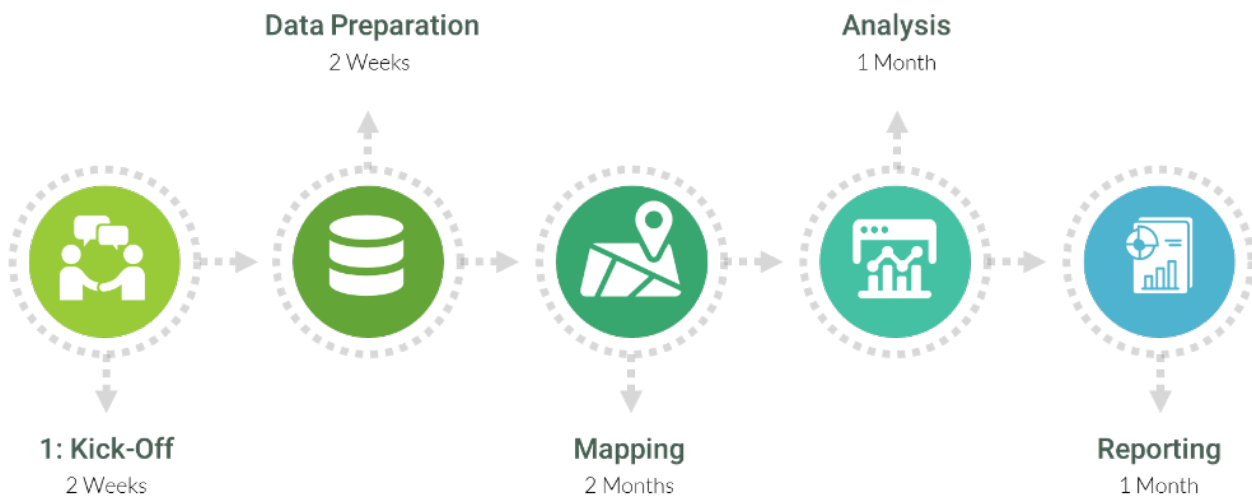 Data Preparation
2 Weeks
Analysis
1 Month
1: Kick-Off
2 Weeks
Mapping
2 Months
Reporting
1 Month